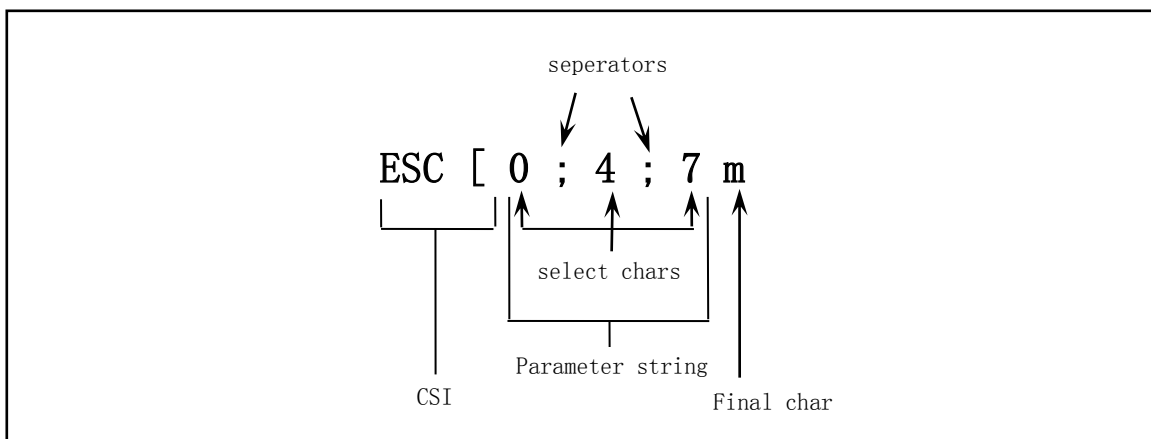 seperators
ESC [ 0 ; 4 ; 7 m
select chars
Parameter string
CSI
Final char